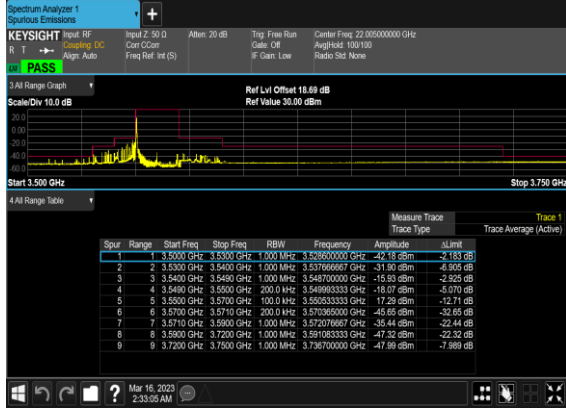 Spectrum Analyzer 1
Spurious Emissions
+
KEYSIGHT Input: RF Input Z: 50 Ω Atten: 20 dB Trig: Free Run Center Freq: 22.005000000 GHz
R T Coupling: DC Corr CCorr Gate: Off Avg|Hold: 100/100
Align: Auto Freq Ref: Int (S) IF Gain: Low Radio Std: None
PASS
3 All Range Graph
Ref Lvl Offset 18.69 dB
Scale/Div 10.0 dB Ref Value 30.00 dBm
20.0
0.00
-20.0
-40.0
-60.0
Start 3.500 GHz Stop 3.750 GHz
4 All Range Table
Measure Trace Trace 1
Trace Type Trace Average (Active)
Spur Range Start Freq Stop Freq RBW Frequency Amplitude ΔLimit
1 1 3.5000 GHz 3.5300 GHz 1.000 MHz 3.528600000 GHz -42.18 dBm -2.183 dB
2 2 3.5300 GHz 3.5400 GHz 1.000 MHz 3.537666667 GHz -31.90 dBm -6.905 dB
3 3 3.5400 GHz 3.5490 GHz 1.000 MHz 3.548700000 GHz -15.93 dBm -2.925 dB
4 4 3.5490 GHz 3.5500 GHz 200.0 kHz 3.549993333 GHz -18.07 dBm -5.070 dB
5 5 3.5500 GHz 3.5700 GHz 100.0 kHz 3.550533333 GHz 17.29 dBm -12.71 dB
6 6 3.5700 GHz 3.5710 GHz 200.0 kHz 3.570365000 GHz -45.65 dBm -32.65 dB
7 7 3.5710 GHz 3.5900 GHz 1.000 MHz 3.572076667 GHz -35.44 dBm -22.44 dB
8 8 3.5900 GHz 3.7200 GHz 1.000 MHz 3.591083333 GHz -47.32 dBm -22.32 dB
9 9 3.7200 GHz 3.7500 GHz 1.000 MHz 3.736700000 GHz -47.99 dBm -7.989 dB
? Mar 16, 2023
2:33:05 AM